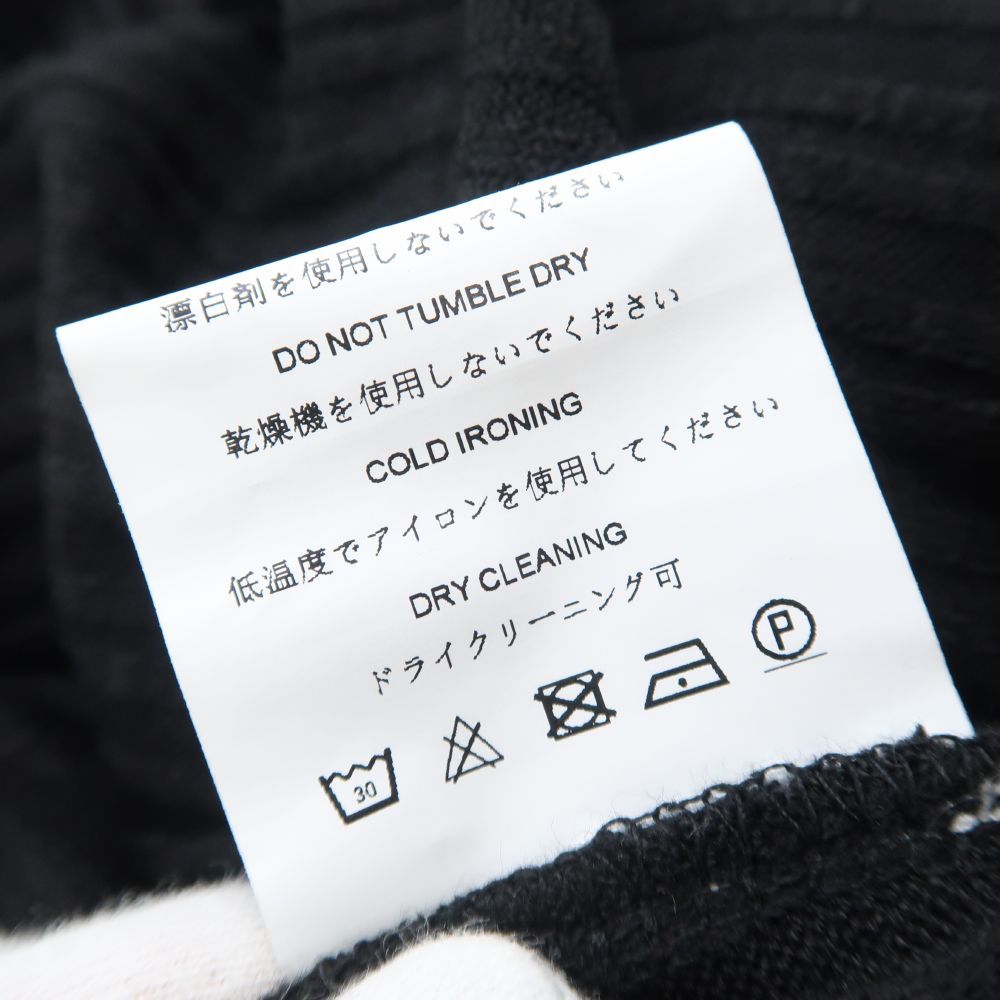 漂白剤を使用しないでください
DO NOT TUMBLE DRY
乾燥機を使用しないでください
COLD IRONING
低温度でアイロンを使用してください
DRY CLEANING
ドライクリーニング可
30
P